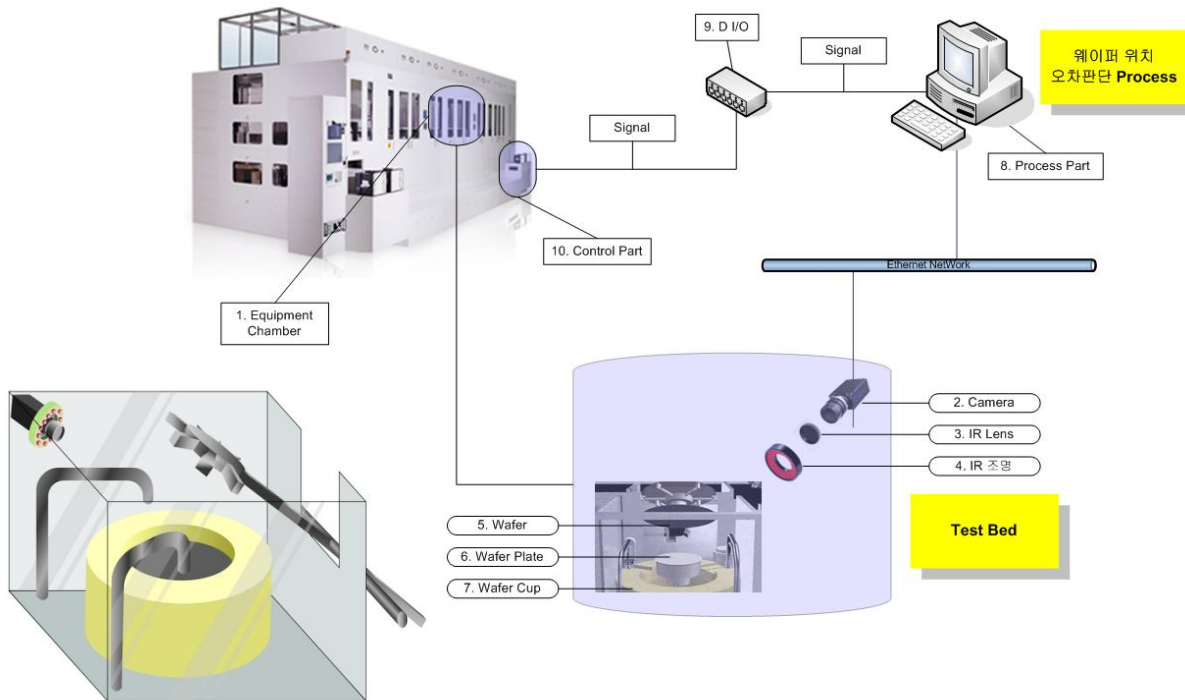 9. D I/O
Signal
웨이퍼 위치
오차판단 Process
Signal
8. Process Part
10. Control Part
Ethernet NetWork
1. Equipment
Chamber
2. Camera
3. IR Lens
4. IR 조명
5. Wafer
6. Wafer Plate
7. Wafer Cup
Test Bed